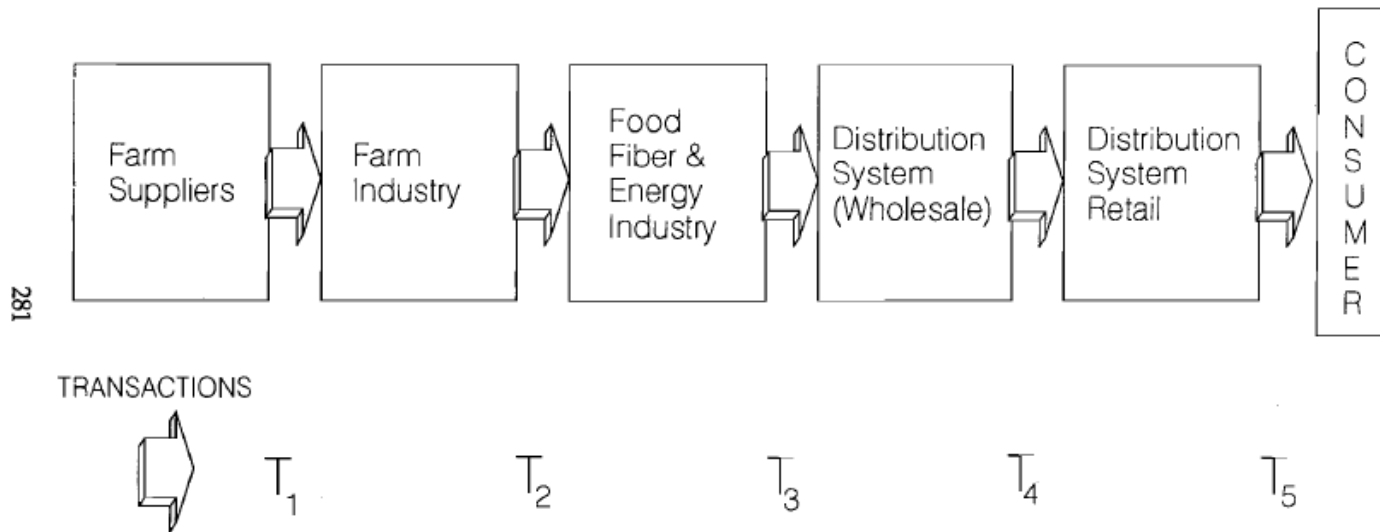 Farm
Suppliers
Farm
Industry
Food
Fiber &
Energy
Industry
Distribution
System
(Wholesale)
Distribution
System
Retail
CONSUMER
281
TRANSACTIONS
T1
T2
T3
T4
T5